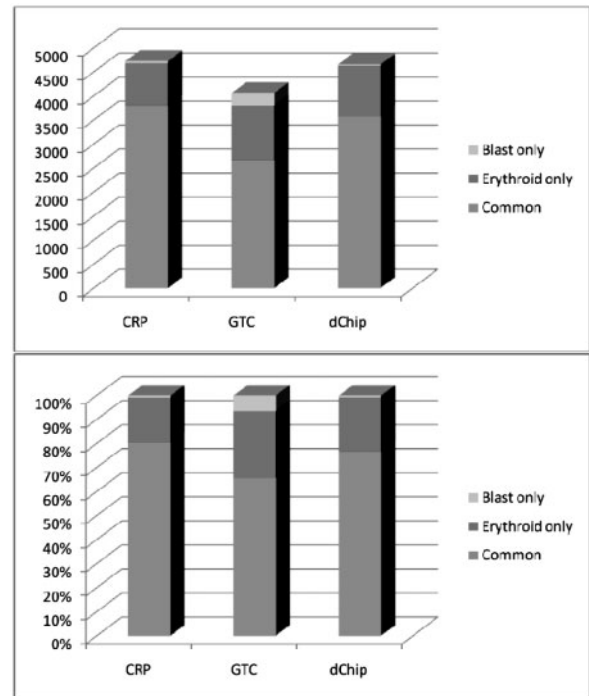 5000
4500
4000
3500
3000
2500
2000
1500
1000
500
0
CRP GTC dChip
Blast only
Erythroid only
Common
100%
90%
80%
70%
60%
50%
40%
30%
20%
10%
0%
CRP GTC dChip
Blast only
Erythroid only
Common